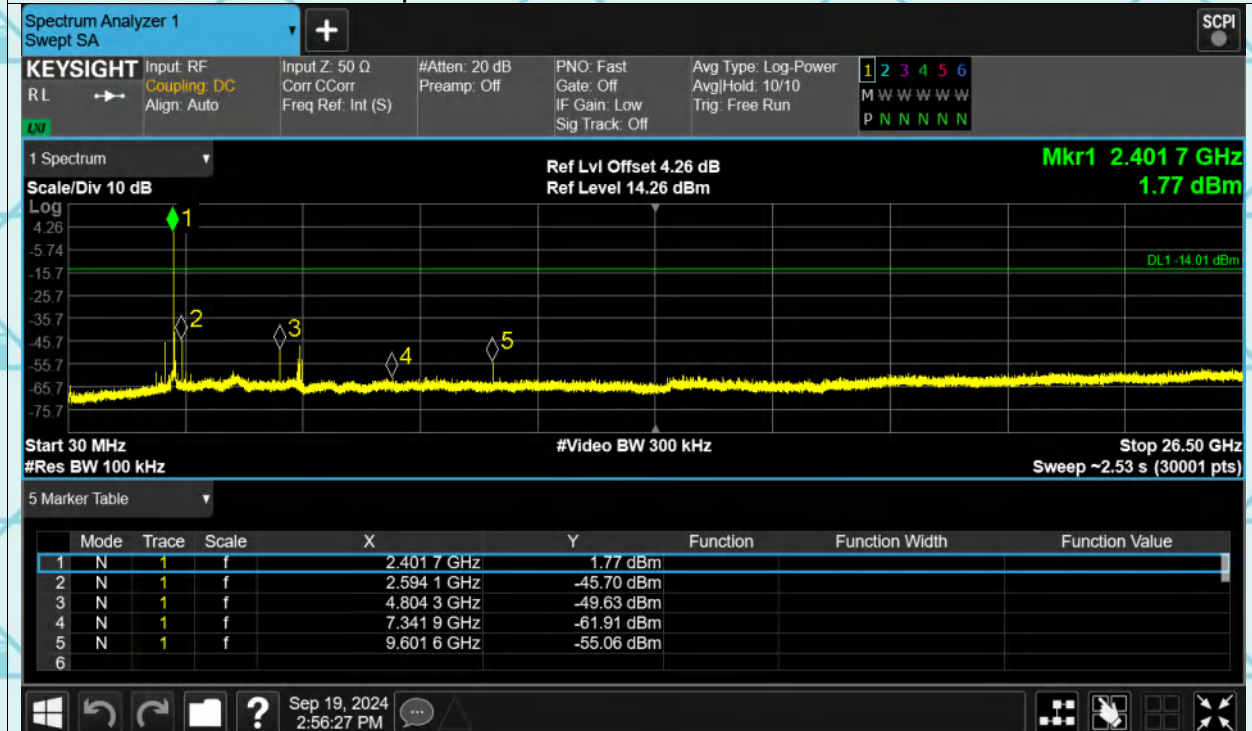 Spectrum Analyzer 1
Swept SA
+
SCPI
KEYSIGHT Input: RF Input Z: 50 Ω #Atten: 20 dB PNO: Fast Avg Type: Log-Power 1 2 3 4 5 6
RL Coupling: DC Corr CCorr Preamp: Off Gate: Off Avg|Hold: 10/10 M W W W W W
Align: Auto Freq Ref: Int (S) IF Gain: Low Trig: Free Run
LXI Sig Track: Off P N N N N N
1 Spectrum Ref Lvl Offset 4.26 dB Mkr1 2.401 7 GHz
Scale/Div 10 dB Ref Level 14.26 dBm 1.77 dBm
Log
1
4.26
-5.74
DL1 -14.01 dBm
-15.7
-25.7
-35.7
2
3
-45.7
5
4
-55.7
-65.7
-75.7
Start 30 MHz #Video BW 300 kHz Stop 26.50 GHz
#Res BW 100 kHz Sweep ~2.53 s (30001 pts)
5 Marker Table
Mode Trace Scale X Y Function Function Width Function Value
1 N 1 f 2.401 7 GHz 1.77 dBm
2 N 1 f 2.594 1 GHz -45.70 dBm
3 N 1 f 4.804 3 GHz -49.63 dBm
4 N 1 f 7.341 9 GHz -61.91 dBm
5 N 1 f 9.601 6 GHz -55.06 dBm
6
? Sep 19, 2024
2:56:27 PM